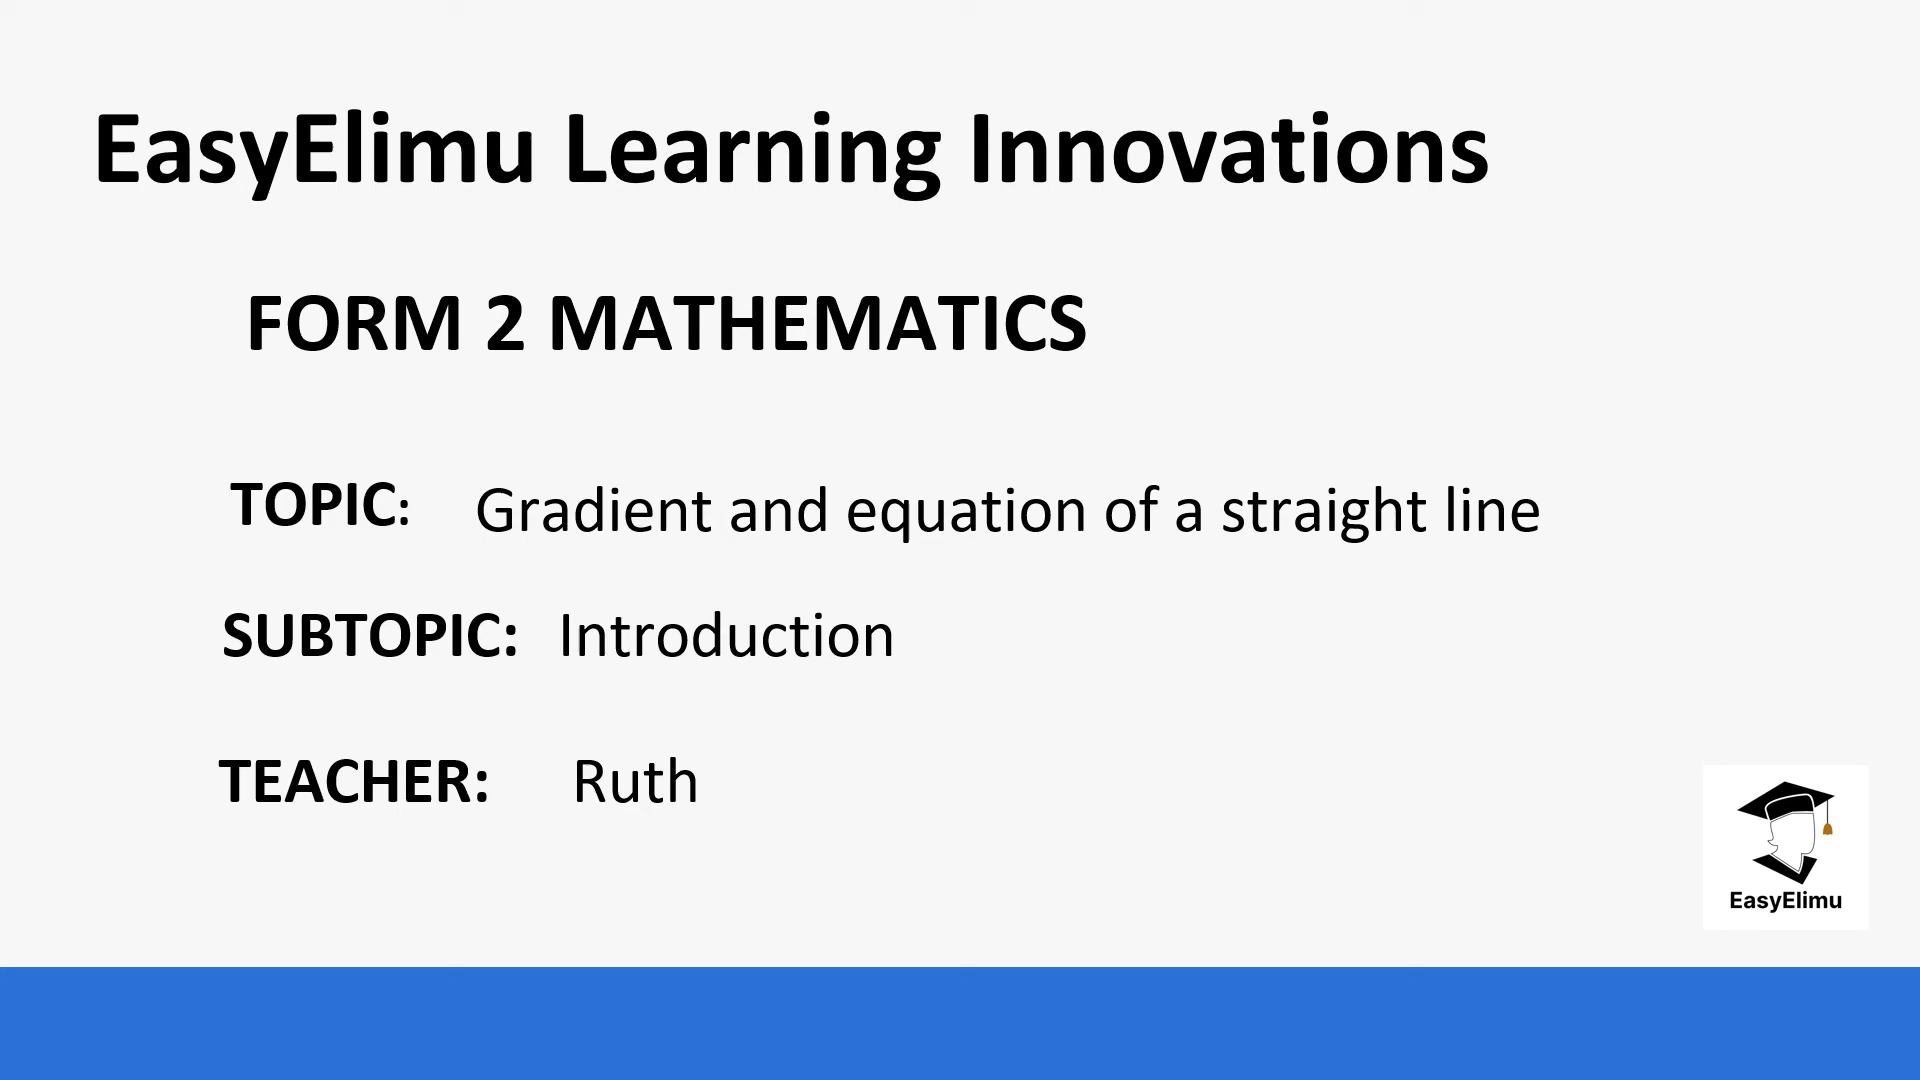 EasyElimu Learning Innovations
FORM 2 MATHEMATICS
TOPIC: Gradient and equation of a straight line
SUBTOPIC: Introduction
TEACHER: Ruth
EasyElimu